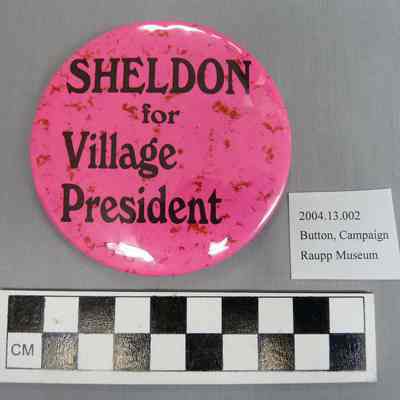 SHELDON
for
Village
President
2004.13.002
Button, Campaign
Raupp Museum
CM